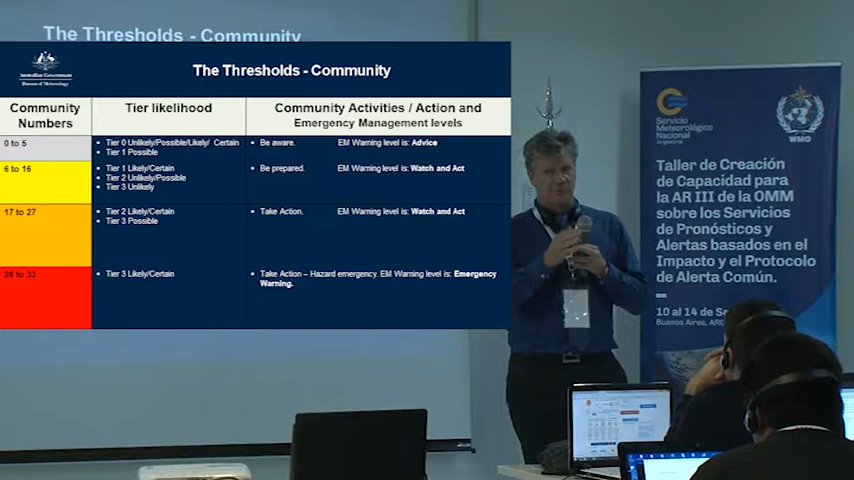 The Thresholds - Community
Australian Government
Bureau of Meteorology
The Thresholds - Community
Community Numbers
Tier likelihood
Community Activities / Action and
Emergency Management levels
0 to 5
• Tier 0 Unlikely/Possible/Likely/ Certain
• Tier 1 Possible
• Be aware. EM Warning level is: Advice
6 to 16
• Tier 1 Likely/Certain
• Tier 2 Unlikely/Possible
• Tier 3 Unlikely
• Be prepared. EM Warning level is: Watch and Act
17 to 27
• Tier 2 Likely/Certain
• Tier 3 Possible
• Take Action. EM Warning level is: Watch and Act
28 to 33
• Tier 3 Likely/Certain
• Take Action – Hazard emergency. EM Warning level is: Emergency
Warning.
Servicio
Meteorológico
Nacional
Argentina
WMO
Taller de Creación
de Capacidad para
la AR III de la OMM
sobre los Servicios
de Pronósticos y
Alertas basados en el
Impacto y el Protocolo
de Alerta Común.
10 al 14 de Se
Buenos Aires, ARG